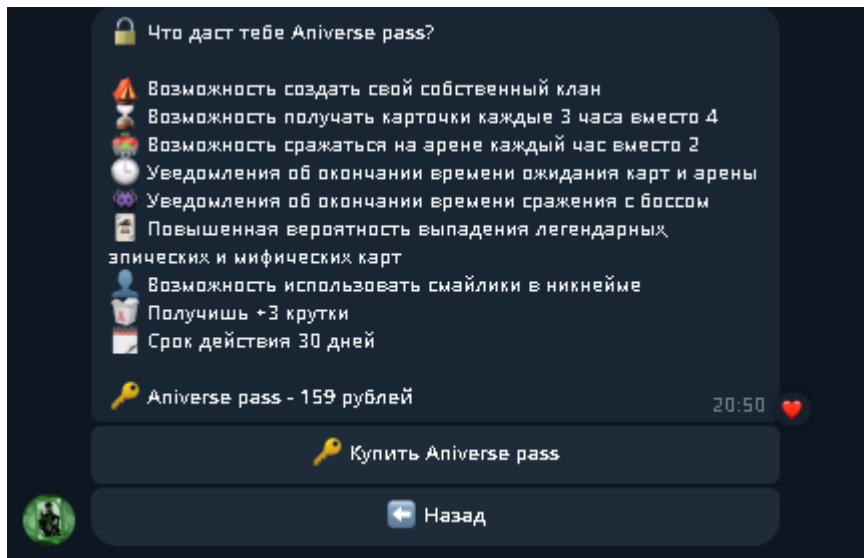 🔒 Что даст тебе Aniverse pass?
⛺ Возможность создать свой собственный клан
⏳ Возможность получать карточки каждые 3 часа вместо 4
Возможность сражаться на арене каждый час вместо 2
🕒 Уведомления об окончании времени ожидания карт и арены
👾 Уведомления об окончании времени сражения с боссом
🃏 Повышенная вероятность выпадения легендарных,
эпических и мифических карт
👤 Возможность использовать смайлики в никнейме
Получишь +3 крутки
Срок действия 30 дней
🔑 Aniverse pass - 159 рублей
20:50 ❤️
🔑 Купить Aniverse pass
⬅️ Назад